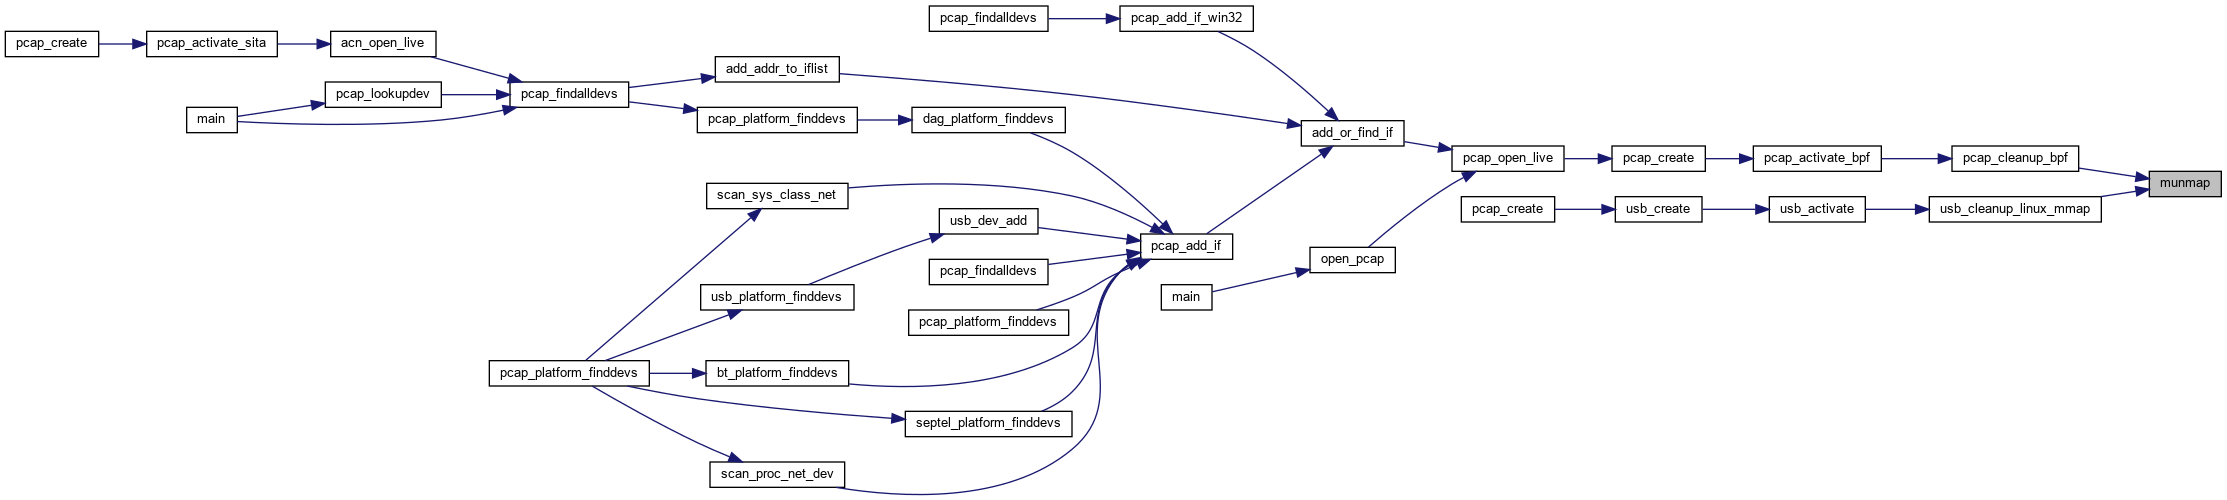 pcap_findalldevs
pcap_add_if_win32
pcap_create
pcap_activate_sita
acn_open_live
add_addr_to_iflist
pcap_lookupdev
pcap_findalldevs
main
pcap_platform_finddevs
dag_platform_finddevs
add_or_find_if
pcap_open_live
pcap_create
pcap_activate_bpf
pcap_cleanup_bpf
munmap
scan_sys_class_net
usb_dev_add
pcap_create
usb_create
usb_activate
usb_cleanup_linux_mmap
pcap_add_if
open_pcap
pcap_findalldevs
usb_platform_finddevs
main
pcap_platform_finddevs
pcap_platform_finddevs
bt_platform_finddevs
septel_platform_finddevs
scan_proc_net_dev